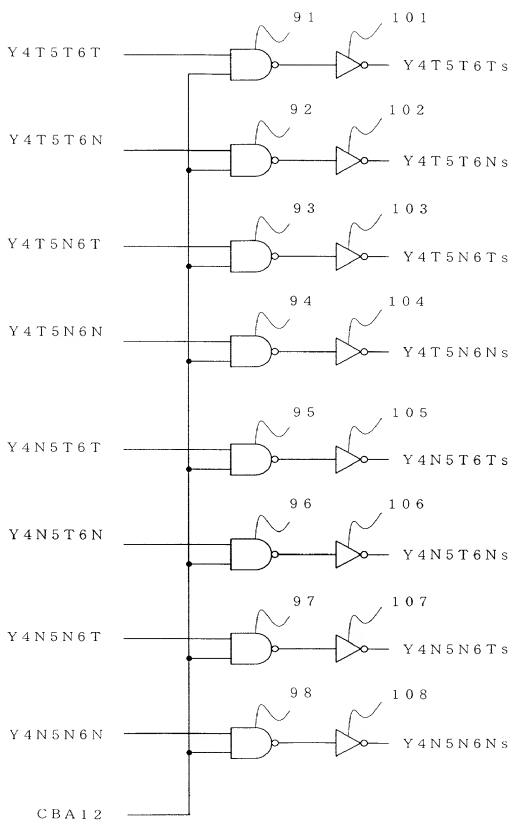 91 101
Y4T5T6T Y4T5T6Ts
92 102
Y4T5T6N Y4T5T6Ns
93 103
Y4T5N6T Y4T5N6Ts
94 104
Y4T5N6N Y4T5N6Ns
95 105
Y4N5T6T Y4N5T6Ts
96 106
Y4N5T6N Y4N5T6Ns
97 107
Y4N5N6T Y4N5N6Ts
98 108
Y4N5N6N Y4N5N6Ns
CBA12